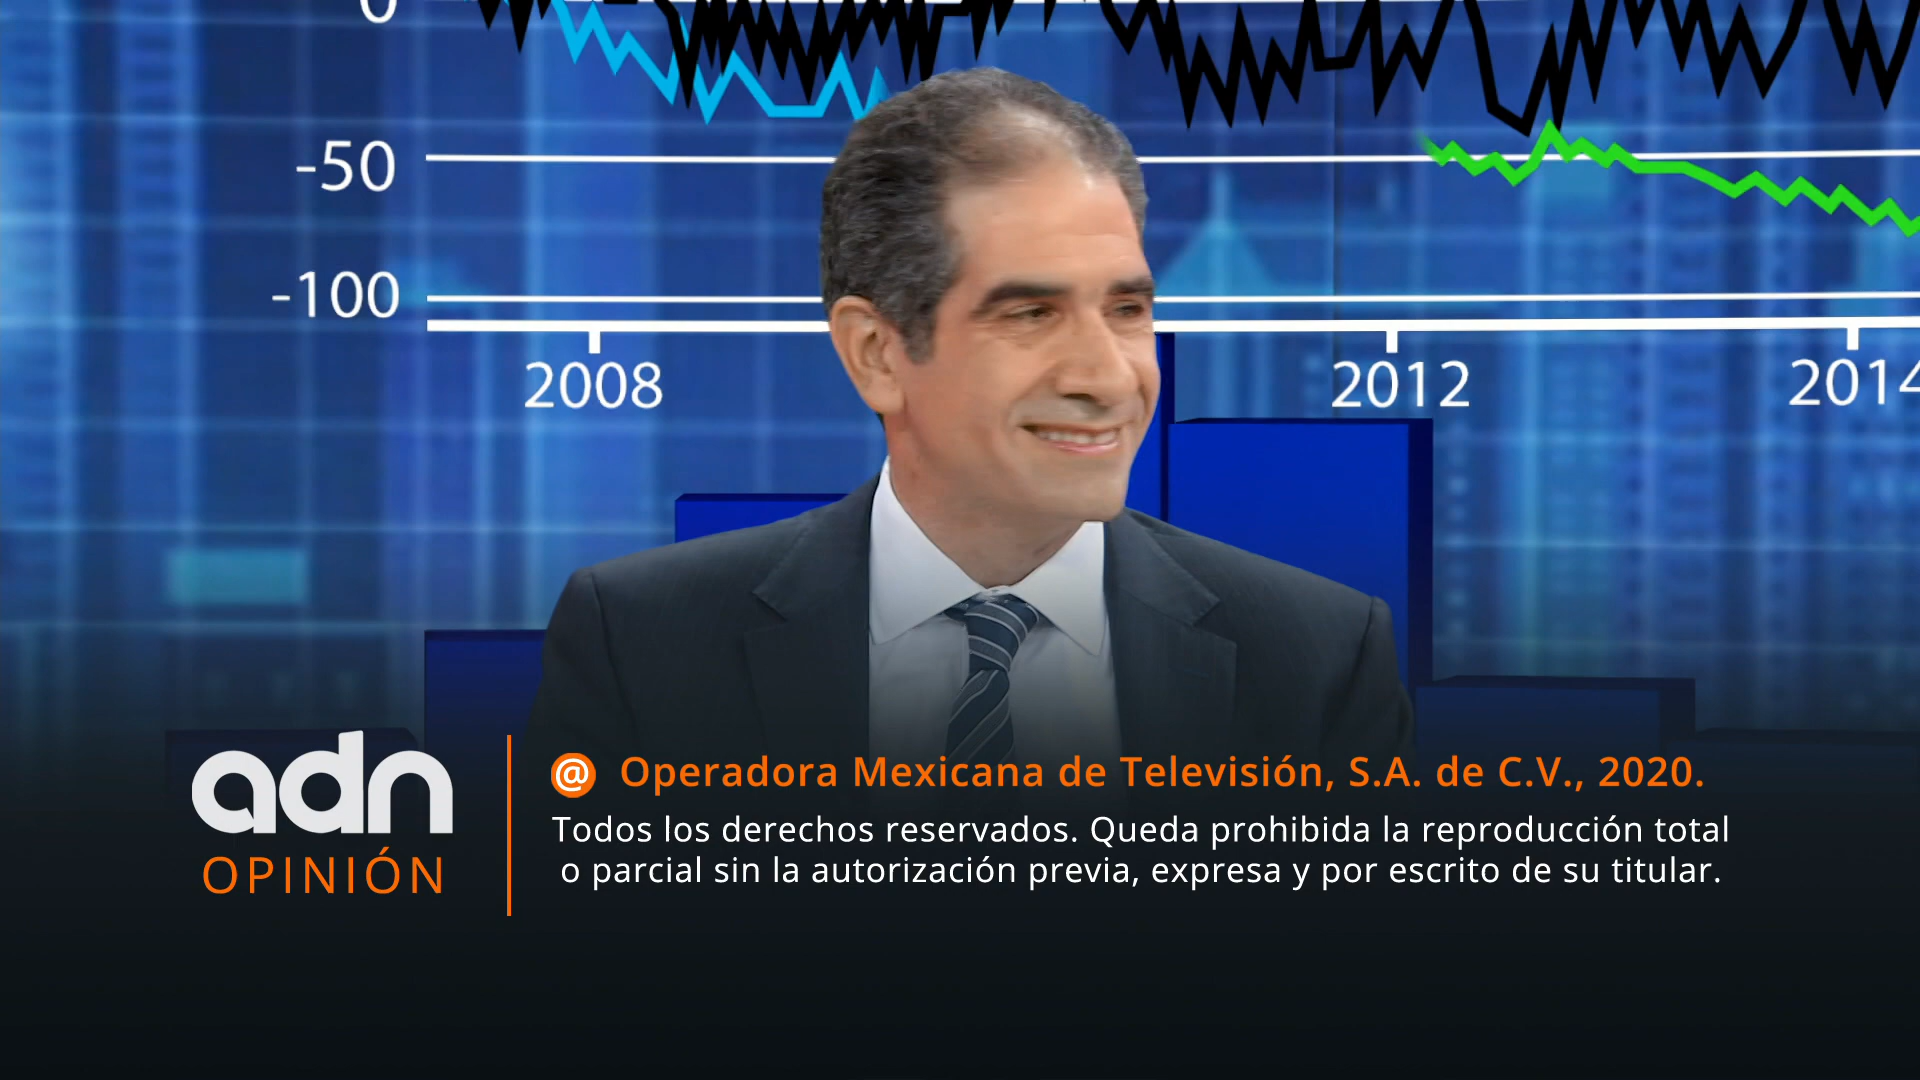 0
-50
-100
2008
2012
2014
adn
OPINIÓN
@ Operadora Mexicana de Televisión, S.A. de C.V., 2020.
Todos los derechos reservados. Queda prohibida la reproducción total
o parcial sin la autorización previa, expresa y por escrito de su titular.